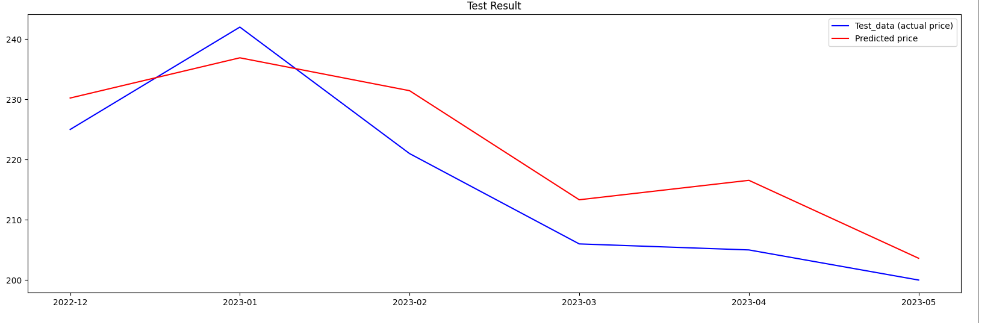 Test Result
Test_data (actual price)
Predicted price
240
230
220
210
200
2022-12 2023-01 2023-02 2023-03 2023-04 2023-05